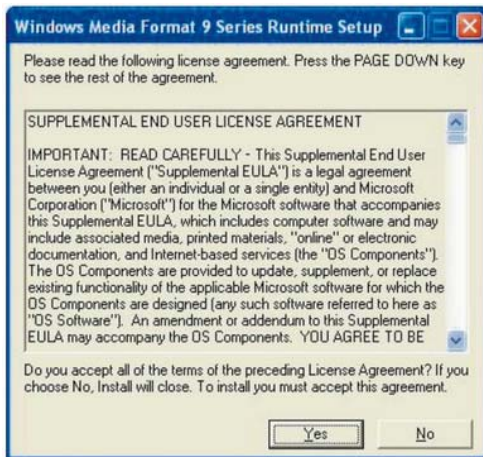 Windows Media Format 9 Series Runtime Setup
Please read the following license agreement. Press the PAGE DOWN key
to see the rest of the agreement.
SUPPLEMENTAL END USER LICENSE AGREEMENT
IMPORTANT:  READ CAREFULLY - This Supplemental End User
License Agreement ("Supplemental EULA") is a legal agreement
between you (either an individual or a single entity) and Microsoft
Corporation ("Microsoft") for the Microsoft software that accompanies
this Supplemental EULA, which includes computer software and may
include associated media, printed materials, "online" or electronic
documentation, and Internet-based services (the "OS Components").
The OS Components are provided to update, supplement, or replace
existing functionality of the applicable Microsoft software for which the
OS Components are designed (any such software referred to here as
"OS Software").  An amendment or addendum to this Supplemental
EULA may accompany the OS Components.  YOU AGREE TO BE
Do you accept all of the terms of the preceding License Agreement? If you
choose No, Install will close. To install you must accept this agreement.
Yes
No